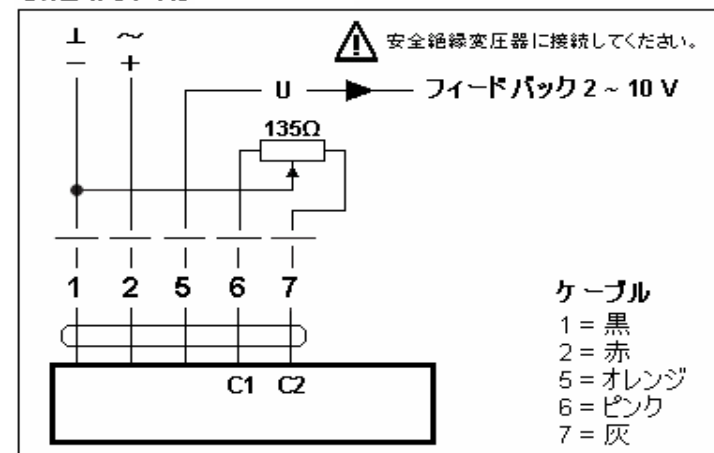 ⊥ ~
− +
安全絶縁変圧器に接続してください。
U フィードバック 2 ~ 10 V
135Ω
1 2 5 6 7
C1 C2
ケーブル
1 = 黒
2 = 赤
5 = オレンジ
6 = ピンク
7 = 灰